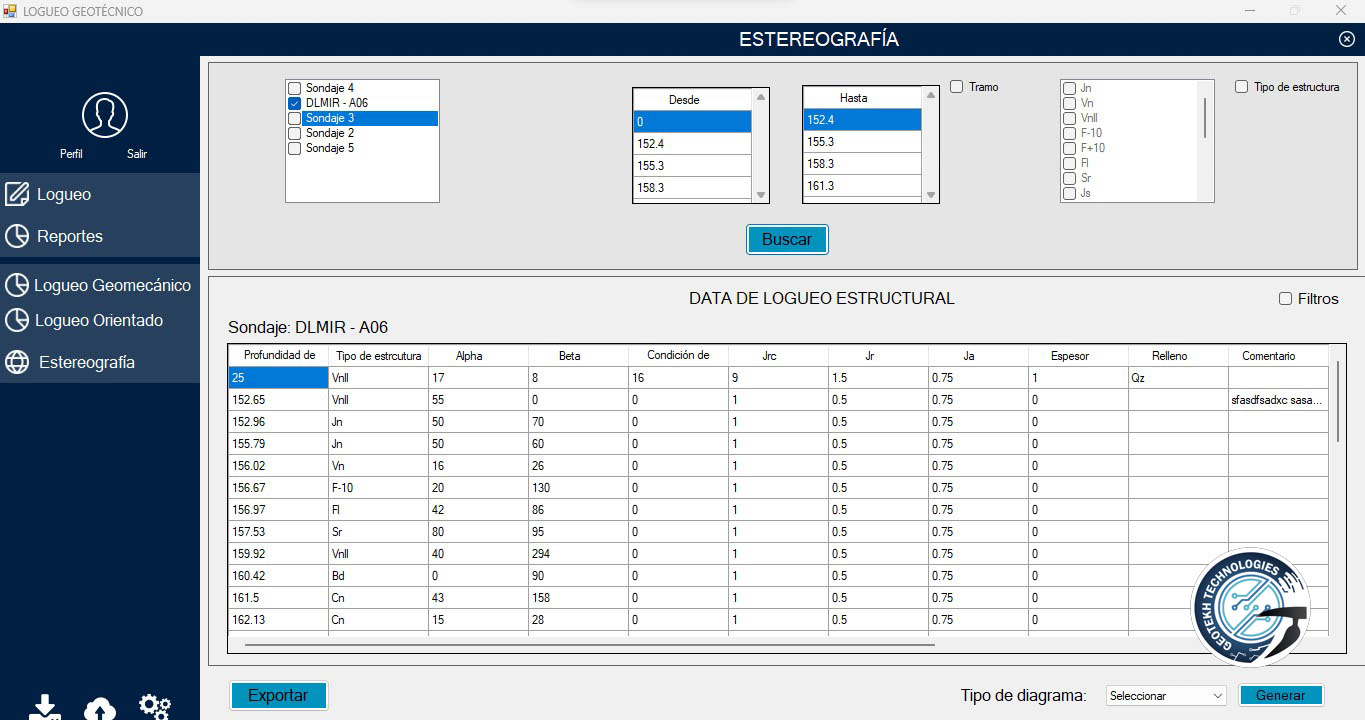 LOGUEO GEOTÉCNICO
ESTEREOGRAFÍA
Perfil Salir
Logueo
Reportes
Logueo Geomecánico
Logueo Orientado
Estereografía
Sondaje 4
DLMIR - A06
Sondaje 3
Sondaje 2
Sondaje 5
Desde
0
152.4
155.3
158.3
Hasta
152.4
155.3
158.3
161.3
Tramo
Jn
Vn
Vnll
F-10
F+10
Fl
Sr
Js
Tipo de estructura
Buscar
DATA DE LOGUEO ESTRUCTURAL
Filtros
Sondaje: DLMIR - A06
Profundidad de Tipo de estrcutura Alpha Beta Condición de Jrc Jr Ja Espesor Relleno Comentario
25 Vnll 17 8 16 9 1.5 0.75 1 Qz
152.65 Vnll 55 0 0 1 0.5 0.75 0 sfasdfsadxc sasa...
152.96 Jn 50 70 0 1 0.5 0.75 0
155.79 Jn 50 60 0 1 0.5 0.75 0
156.02 Vn 16 26 0 1 0.5 0.75 0
156.67 F-10 20 130 0 1 0.5 0.75 0
156.97 Fl 42 86 0 1 0.5 0.75 0
157.53 Sr 80 95 0 1 0.5 0.75 0
159.92 Vnll 40 294 0 1 0.5 0.75 0
160.42 Bd 0 90 0 1 0.5 0.75 0
161.5 Cn 43 158 0 1 0.5 0.75 0
162.13 Cn 15 28 0 1 0.5 0.75 0
GEOTEKH TECHNOLOGIES
Exportar
Tipo de diagrama: Seleccionar Generar